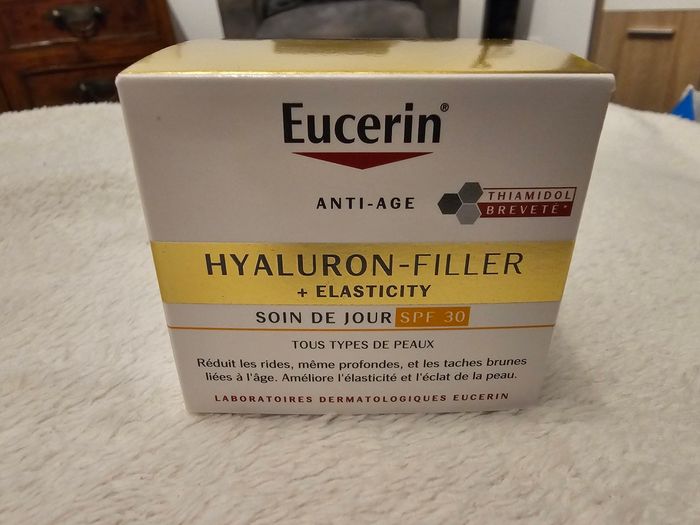 Eucerin®
ANTI-AGE
THIAMIDOL
BREVETÉ*
HYALURON-FILLER
+ ELASTICITY
SOIN DE JOUR SPF 30
TOUS TYPES DE PEAUX
Réduit les rides, même profondes, et les taches brunes
liées à l'âge. Améliore l'élasticité et l'éclat de la peau.
LABORATOIRES DERMATOLOGIQUES EUCERIN